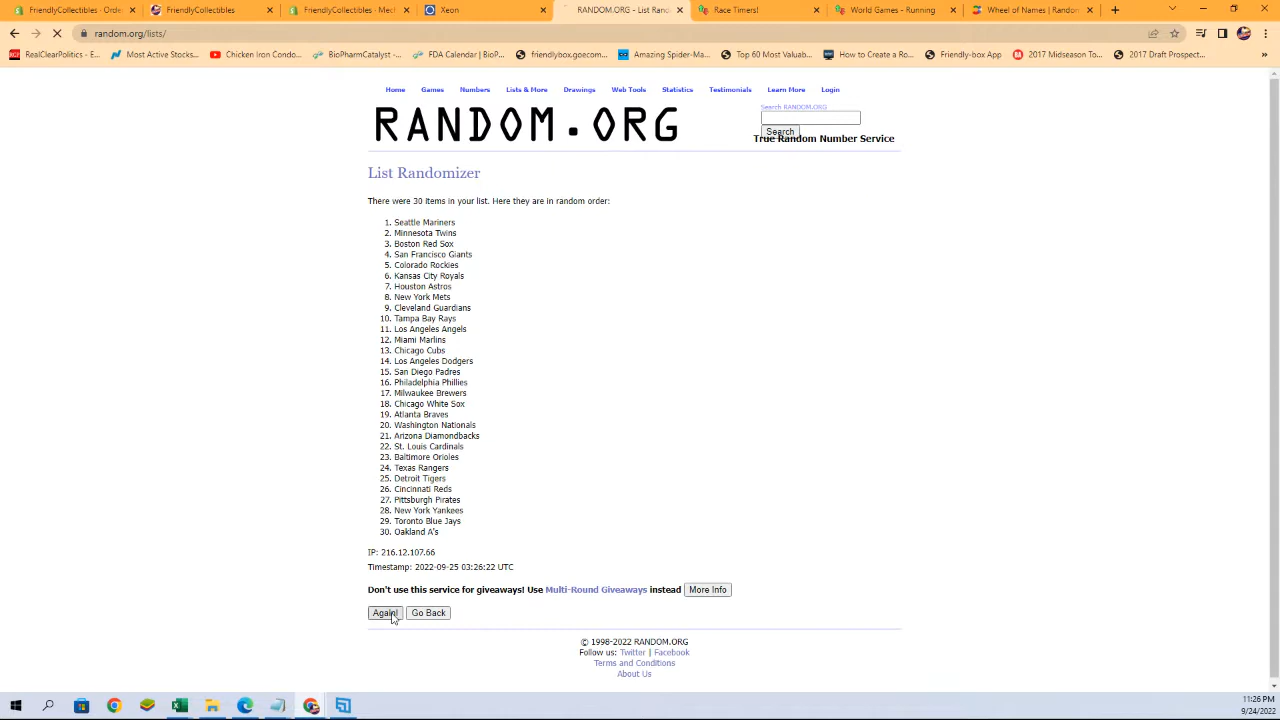 FriendlyCollectibles · Orders ·
FriendlyCollectibles
FriendlyCollectibles · Orders ·
Xeon
RANDOM.ORG - List Rando
Race Timers!
World Games - Running
Wheel of Names | Random
random.org/lists/
RealClearPolitics - E...
Most Active Stocks...
Chicken Iron Condo...
BioPharmCatalyst -...
FDA Calendar | BioP...
friendlybox.goecom...
Amazing Spider-Ma...
Top 60 Most Valuab...
How to Create a Ro...
Friendly-box App
2017 Midseason To...
2017 Draft Prospect...
Home Games Numbers Lists & More Drawings Web Tools Statistics Testimonials Learn More Login
RANDOM.ORG
Search RANDOM.ORG
Search
True Random Number Service
List Randomizer
There were 30 items in your list. Here they are in random order:
1. Seattle Mariners
2. Minnesota Twins
3. Boston Red Sox
4. San Francisco Giants
5. Colorado Rockies
6. Kansas City Royals
7. Houston Astros
8. New York Mets
9. Cleveland Guardians
10. Tampa Bay Rays
11. Los Angeles Angels
12. Miami Marlins
13. Chicago Cubs
14. Los Angeles Dodgers
15. San Diego Padres
16. Philadelphia Phillies
17. Milwaukee Brewers
18. Chicago White Sox
19. Atlanta Braves
20. Washington Nationals
21. Arizona Diamondbacks
22. St. Louis Cardinals
23. Baltimore Orioles
24. Texas Rangers
25. Detroit Tigers
26. Cincinnati Reds
27. Pittsburgh Pirates
28. New York Yankees
29. Toronto Blue Jays
30. Oakland A's
IP: 216.12.107.66
Timestamp: 2022-09-25 03:26:22 UTC
Don't use this service for giveaways! Use Multi-Round Giveaways instead More Info
Again! Go Back
© 1998-2022 RANDOM.ORG
Follow us: Twitter | Facebook
Terms and Conditions
About Us
11:26 PM
9/24/2022